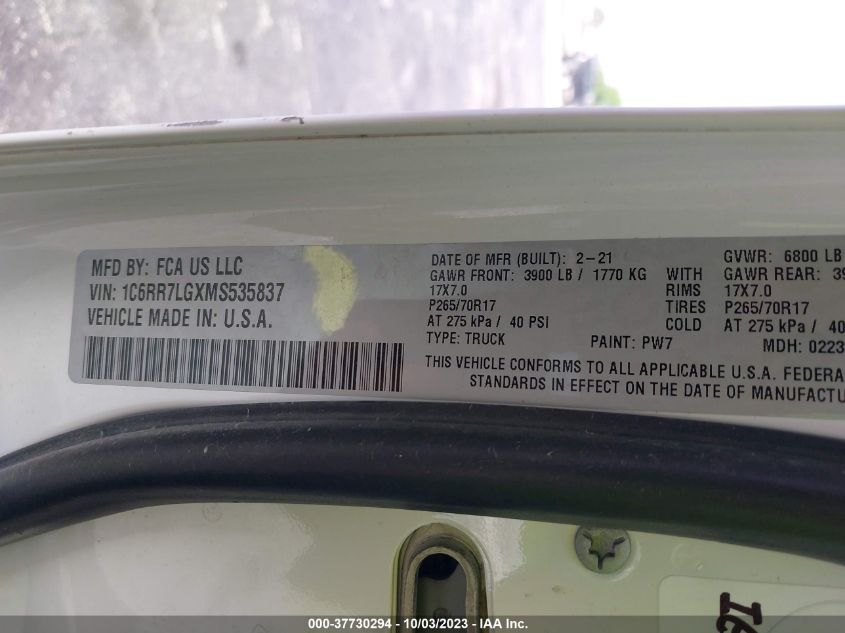 MFD BY: FCA US LLC
VIN: 1C6RR7LGXMS535837
VEHICLE MADE IN: U.S.A.
DATE OF MFR (BUILT): 2-21 GVWR: 6800 LB
GAWR FRONT: 3900 LB / 1770 KG WITH GAWR REAR: 39
17X7.0 RIMS 17X7.0
P265/70R17 TIRES P265/70R17
AT 275 kPa / 40 PSI COLD AT 275 kPa / 40
TYPE: TRUCK PAINT: PW7 MDH: 0223
THIS VEHICLE CONFORMS TO ALL APPLICABLE U.S.A. FEDERA
STANDARDS IN EFFECT ON THE DATE OF MANUFACTU
000-37730294 - 10/03/2023 - IAA Inc.